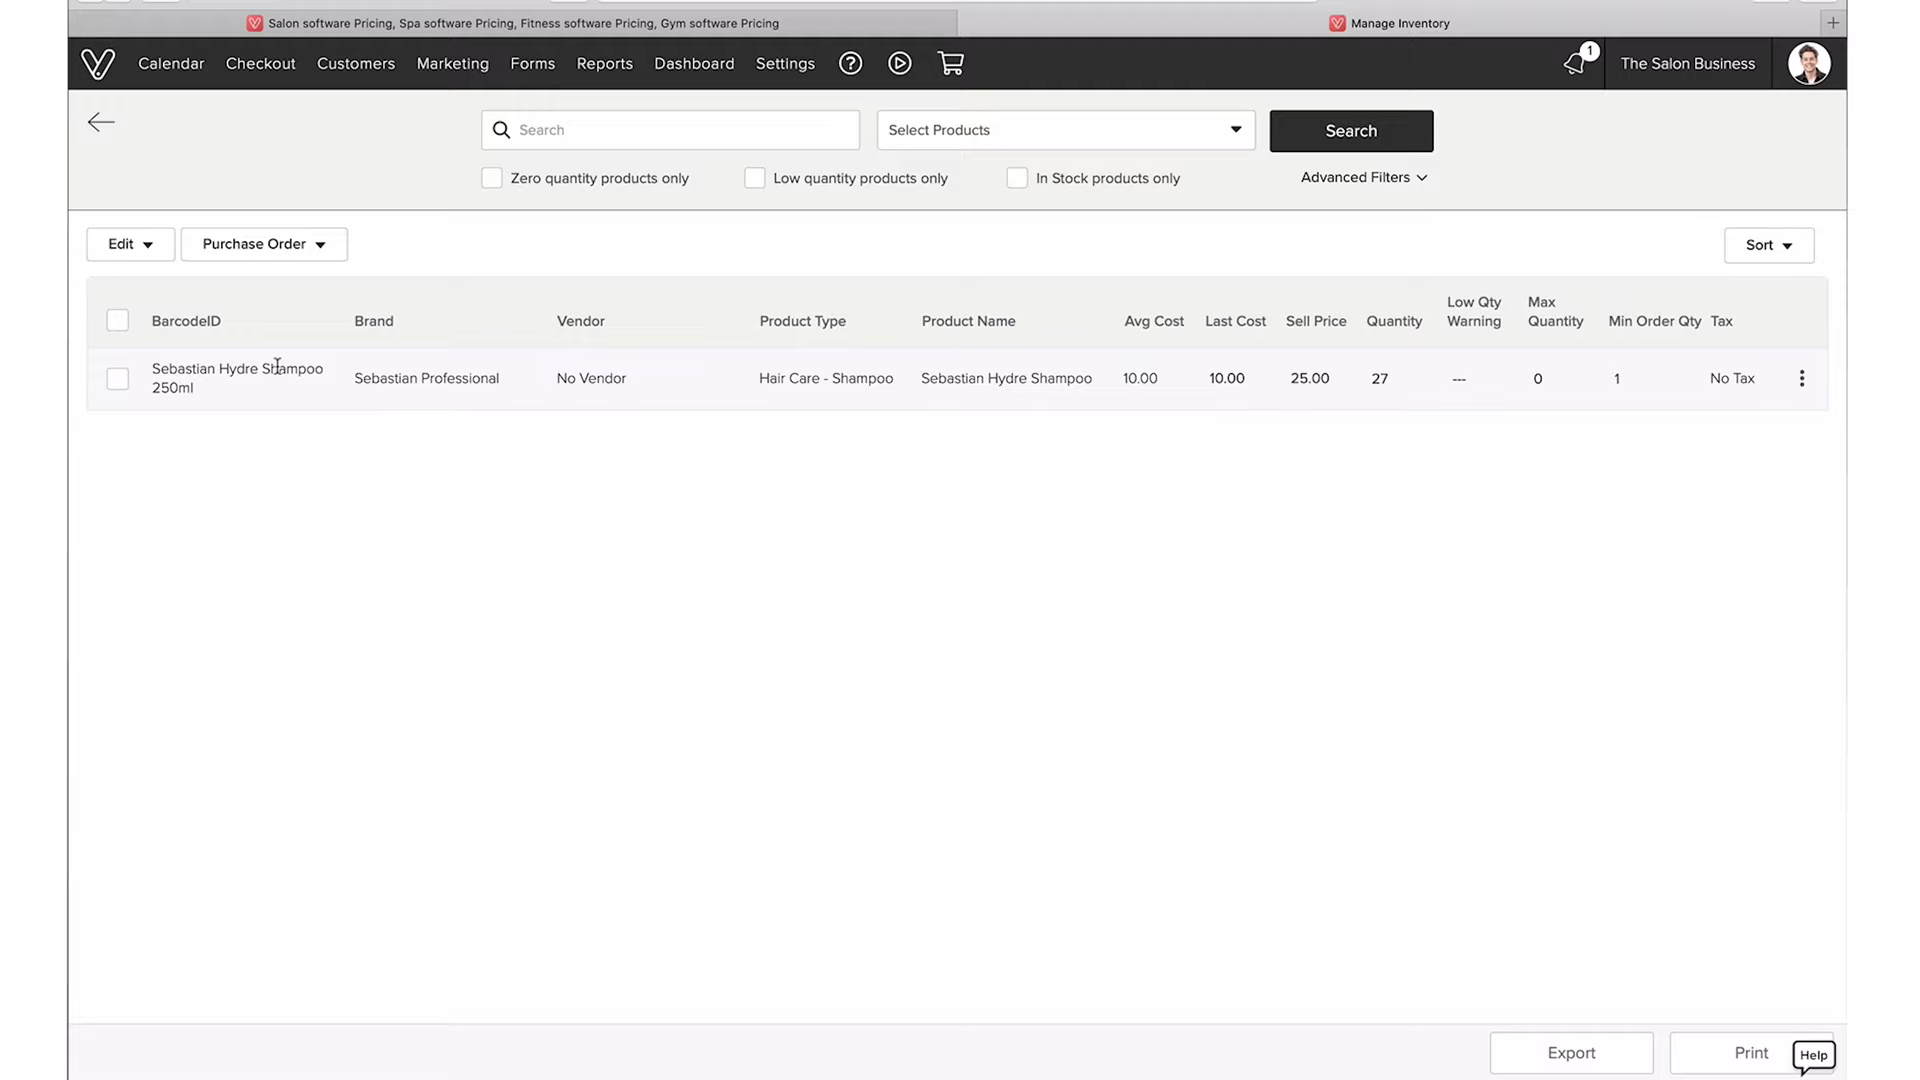 Salon software Pricing, Spa software Pricing, Fitness software Pricing, Gym software Pricing
Manage Inventory
Calendar Checkout Customers Marketing Forms Reports Dashboard Settings ? 1 The Salon Business
Search Select Products Search
Zero quantity products only Low quantity products only In Stock products only Advanced Filters
Edit Purchase Order Sort
BarcodeID Brand Vendor Product Type Product Name Avg Cost Last Cost Sell Price Quantity Low Qty Warning Max Quantity Min Order Qty Tax
Sebastian Hydre Shampoo
250ml
Sebastian Professional No Vendor Hair Care - Shampoo Sebastian Hydre Shampoo 10.00 10.00 25.00 27 --- 0 1 No Tax
Export Print Help